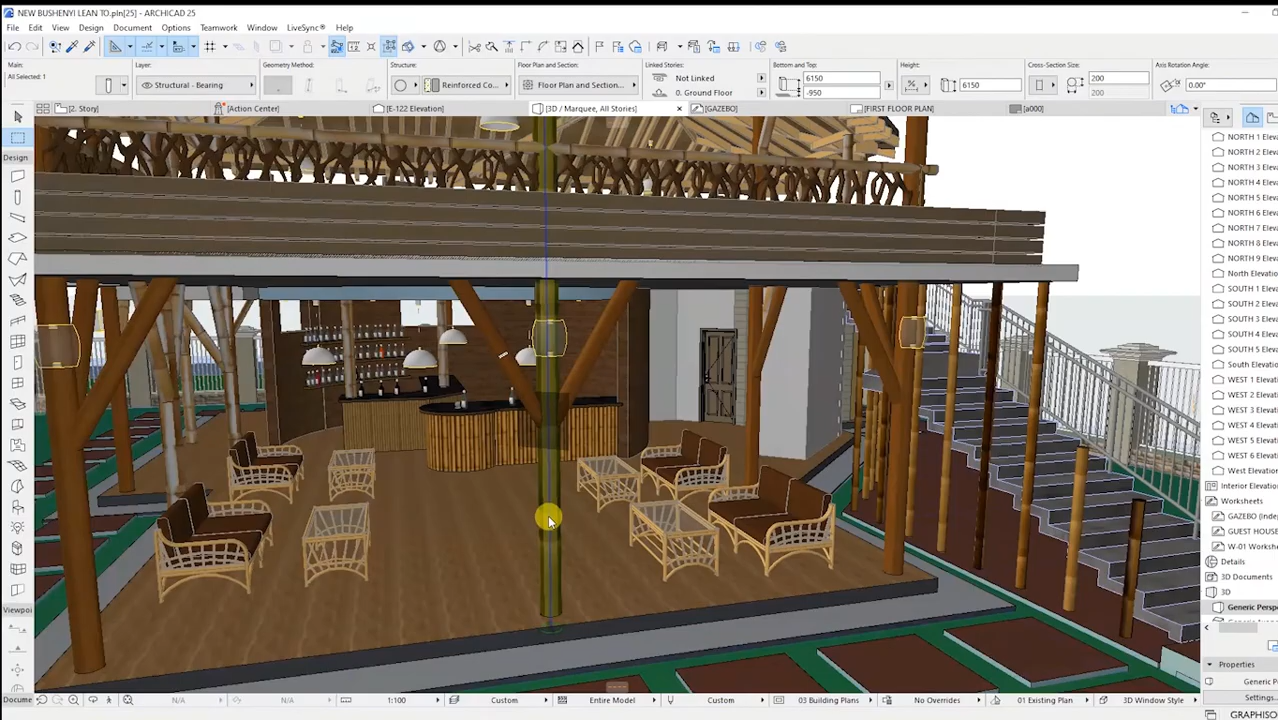 NEW BUSHENYI LEAN TO.pln[25] - ARCHICAD 25
File Edit View Design Document Options Teamwork Window LiveSync® Help
Main:
All Selected: 1
Layer:
Structural - Bearing
Geometry Method:
Structure:
Reinforced Co...
Floor Plan and Section:
Floor Plan and Section...
Linked Stories:
Not Linked
0. Ground Floor
Bottom and Top:
6150
-950
Height:
6150
Cross-Section Size:
200
200
Axis Rotation Angle:
0.00°
[2. Story]
[Action Center]
[E-122 Elevation]
[3D / Marquee, All Stories]
[GAZEBO]
[FIRST FLOOR PLAN]
[a000]
Design
Viewpoi
Docume
NORTH 1 Eleva
NORTH 2 Eleva
NORTH 3 Eleva
NORTH 4 Eleva
NORTH 5 Eleva
NORTH 6 Eleva
NORTH 7 Eleva
NORTH 8 Eleva
NORTH 9 Eleva
North Elevatio
SOUTH 1 Eleva
SOUTH 2 Eleva
SOUTH 3 Eleva
SOUTH 4 Eleva
SOUTH 5 Eleva
South Elevatio
WEST 1 Elevat
WEST 2 Elevat
WEST 3 Elevat
WEST 4 Elevat
WEST 5 Elevat
WEST 6 Elevat
West Elevatio
Interior Elevation
Worksheets
GAZEBO (Inde
GUEST HOUSE
W-01 Workshe
Details
3D Documents
3D
Generic Persp
Properties
Generic P
Settings...
N/A
N/A
1:100
Custom
Entire Model
Custom
03 Building Plans
No Overrides
01 Existing Plan
3D Window Style
GRAPHISO